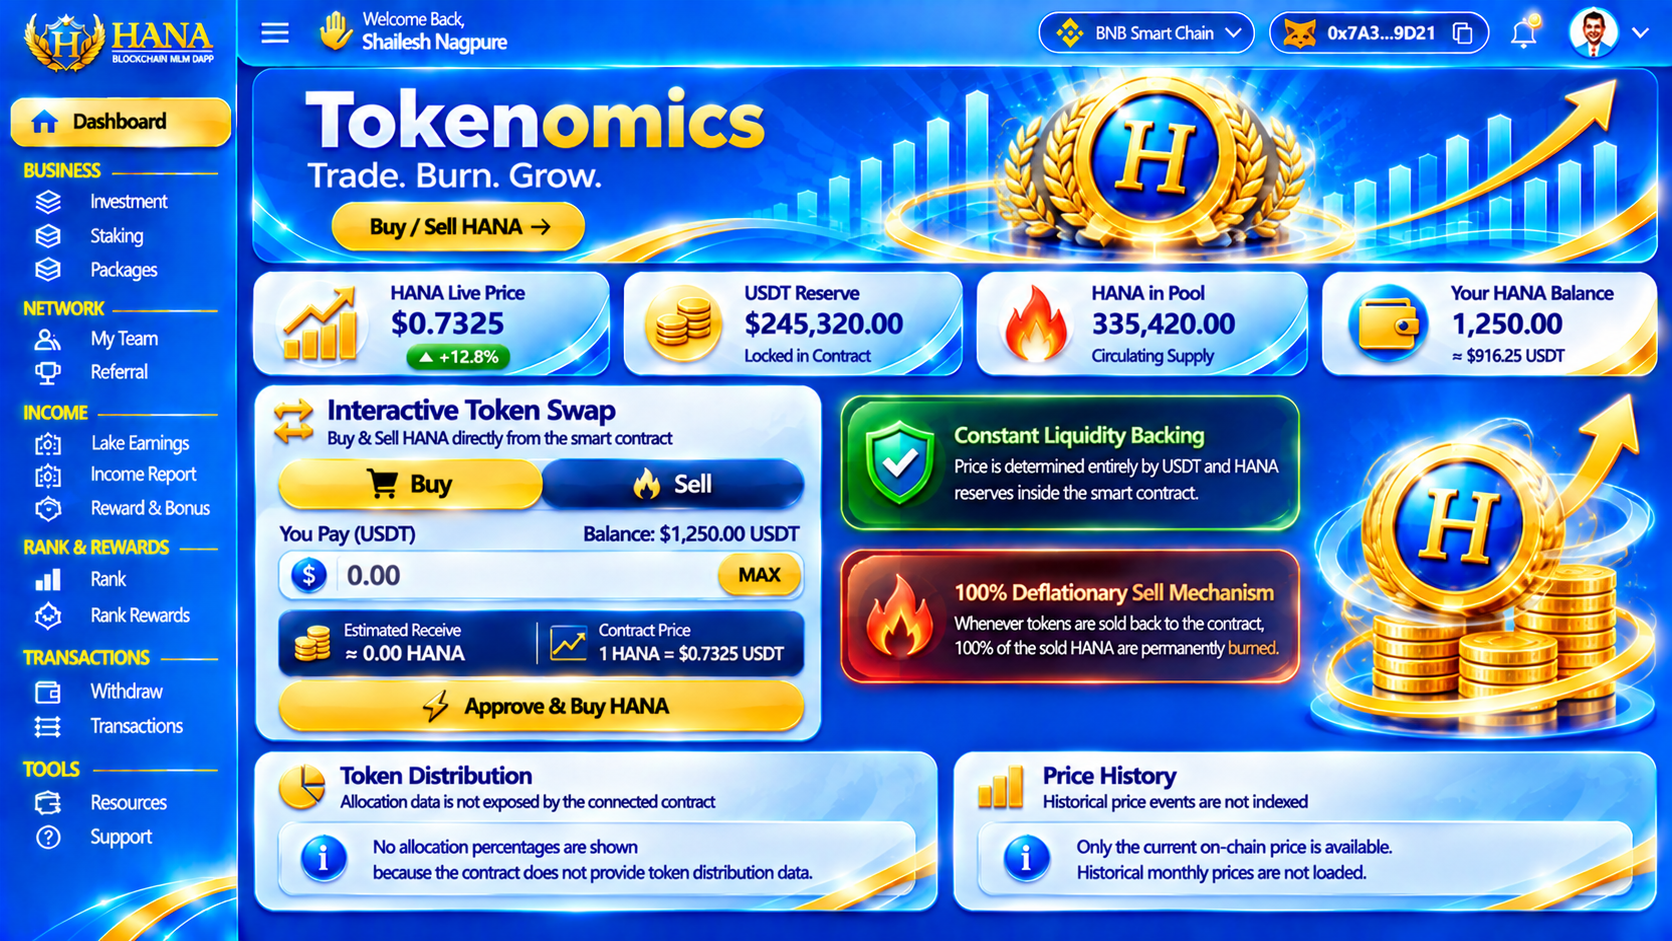 HANA
BLOCKCHAIN MLM DAPP
Welcome Back,
Shailesh Nagpure
BNB Smart Chain
0x7A3...9D21
Dashboard
BUSINESS
Investment
Staking
Packages
NETWORK
My Team
Referral
INCOME
Lake Earnings
Income Report
Reward & Bonus
RANK & REWARDS
Rank
Rank Rewards
TRANSACTIONS
Withdraw
Transactions
TOOLS
Resources
Support
Tokenomics
Trade. Burn. Grow.
Buy / Sell HANA →
H
HANA Live Price
$0.7325
▲ +12.8%
USDT Reserve
$245,320.00
Locked in Contract
HANA in Pool
335,420.00
Circulating Supply
Your HANA Balance
1,250.00
≈ $916.25 USDT
Interactive Token Swap
Buy & Sell HANA directly from the smart contract
Buy
Sell
You Pay (USDT)
Balance: $1,250.00 USDT
$ 0.00
MAX
Estimated Receive
≈ 0.00 HANA
Contract Price
1 HANA = $0.7325 USDT
Approve & Buy HANA
Constant Liquidity Backing
Price is determined entirely by USDT and HANA
reserves inside the smart contract.
100% Deflationary Sell Mechanism
Whenever tokens are sold back to the contract,
100% of the sold HANA are permanently burned.
H
Token Distribution
Allocation data is not exposed by the connected contract
No allocation percentages are shown
because the contract does not provide token distribution data.
Price History
Historical price events are not indexed
Only the current on-chain price is available.
Historical monthly prices are not loaded.